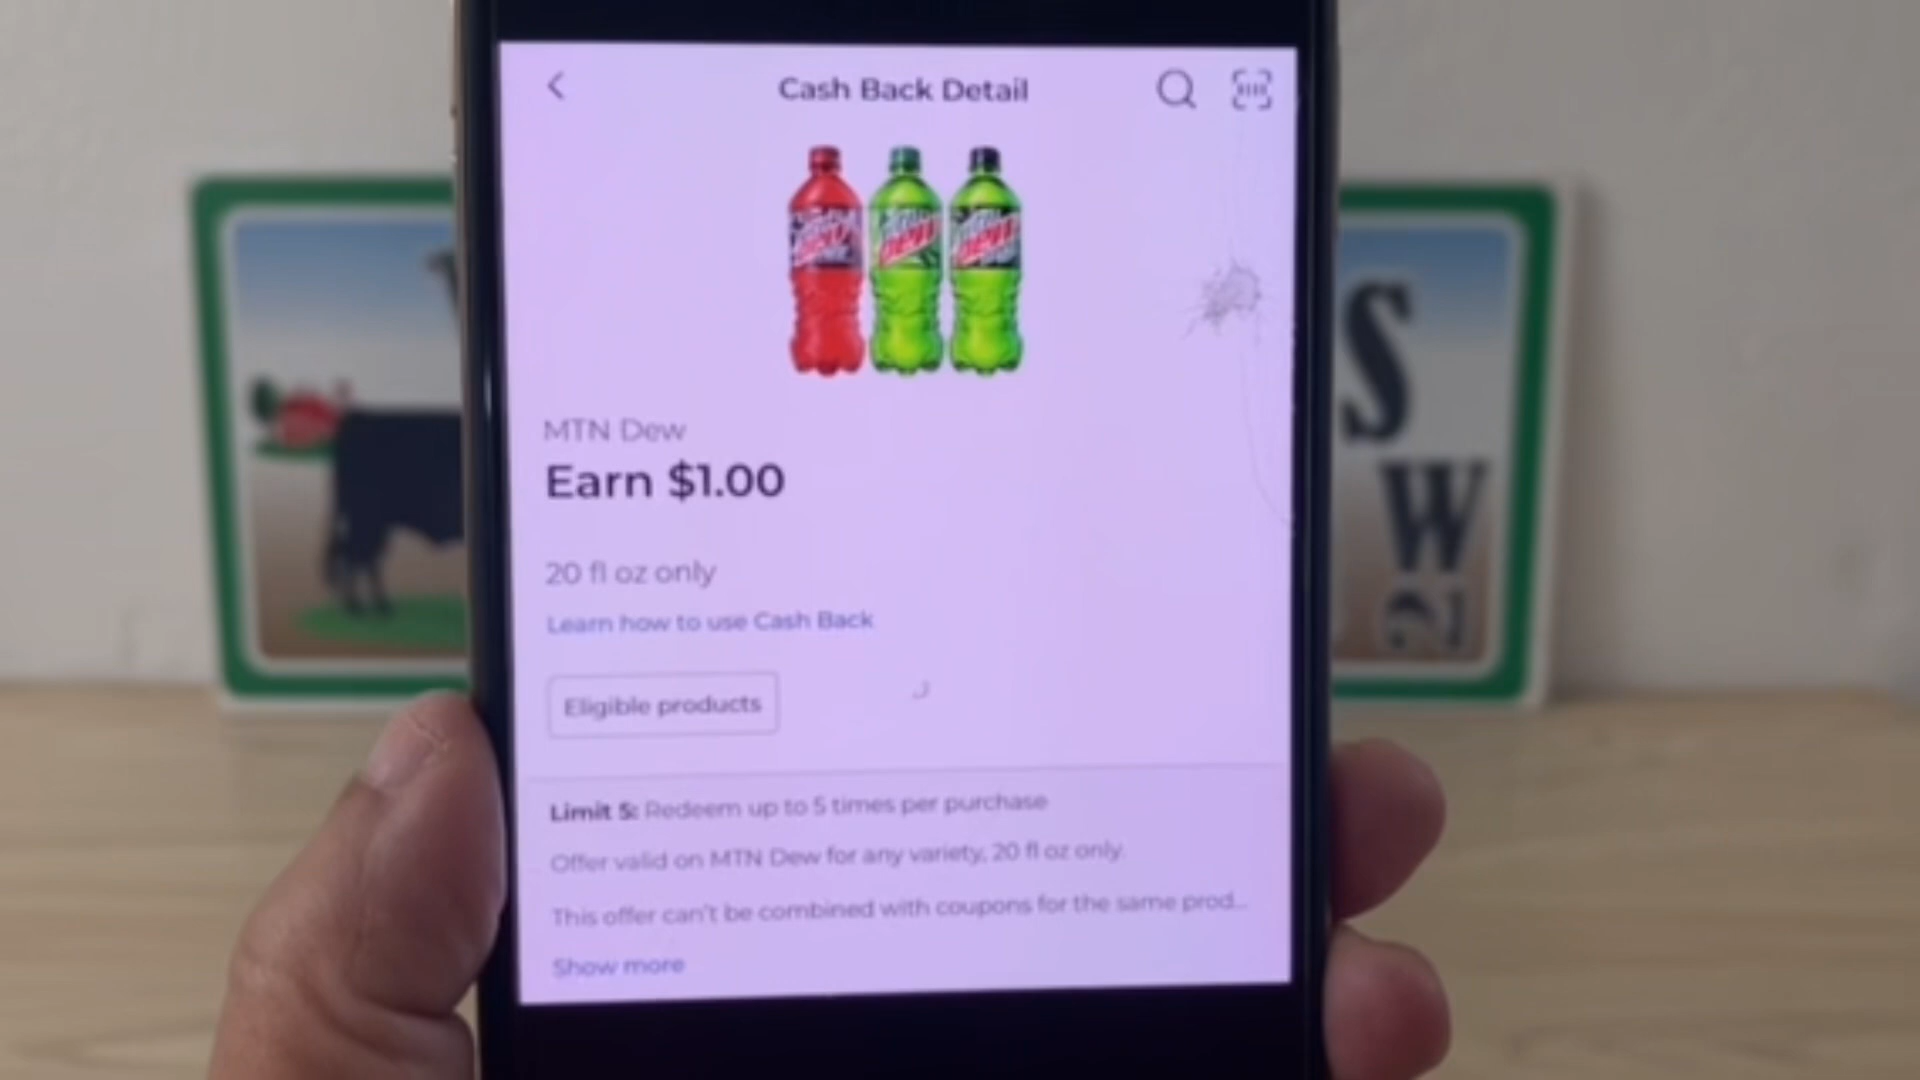 Cash Back Detail
MTN Dew
Earn $1.00
20 fl oz only
Learn how to use Cash Back
Eligible products
Limit 5: Redeem up to 5 times per purchase
Offer valid on MTN Dew for any variety, 20 fl oz only.
This offer can't be combined with coupons for the same prod...
Show more
S
W